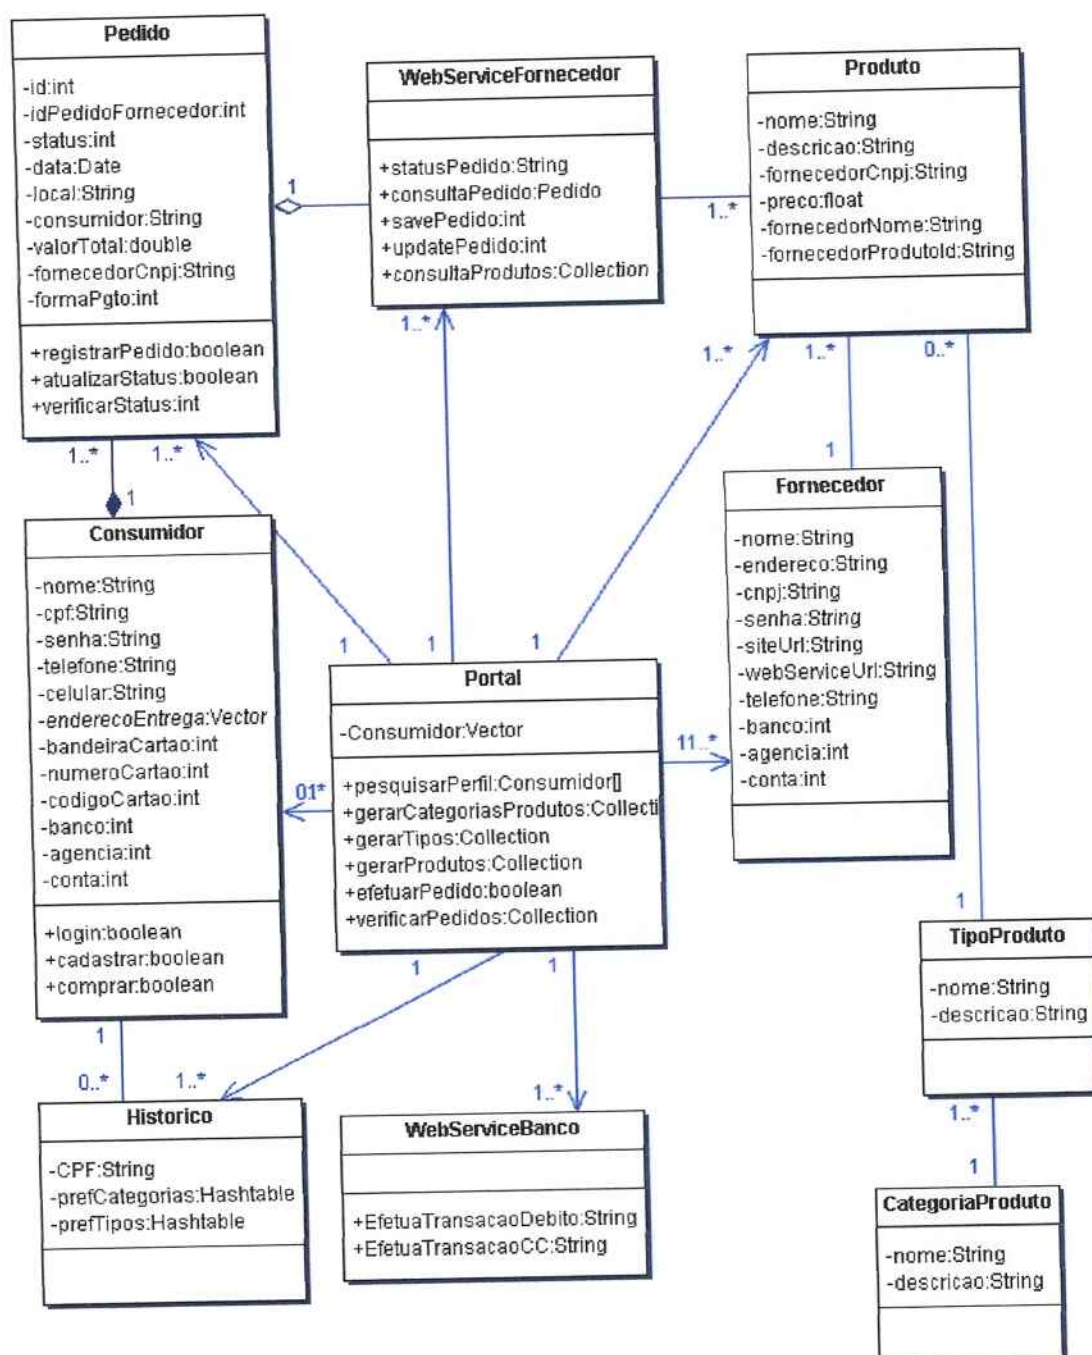 Pedido
-id:int
-idPedidoFornecedor:int
-status:int
-data:Date
-local:String
-consumidor:String
-valorTotal:double
-fornecedorCnpj:String
-formaPgto:int
+registrarPedido:boolean
+atualizarStatus:boolean
+verificarStatus:int
1
WebServiceFornecedor
+statusPedido:String
+consultaPedido:Pedido
+savePedido:int
+updatePedido:int
+consultaProdutos:Collection
1..*
Produto
-nome:String
-descricao:String
-fornecedorCnpj:String
-preco:float
-fornecedorNome:String
-fornecedorProdutoId:String
1..*
1..*
1..*
1..*
1..*
0..*
1
1
Consumidor
-nome:String
-cpf:String
-senha:String
-telefone:String
-celular:String
-enderecoEntrega:Vector
-bandeiraCartao:int
-numeroCartao:int
-codigoCartao:int
-banco:int
-agencia:int
-conta:int
+login:boolean
+cadastrar:boolean
+comprar:boolean
1
1
1
Portal
-Consumidor:Vector
+pesquisarPerfil:Consumidor[]
+gerarCategoriasProdutos:Collecti
+gerarTipos:Collection
+gerarProdutos:Collection
+efetuarPedido:boolean
+verificarPedidos:Collection
Fornecedor
-nome:String
-endereco:String
-cnpj:String
-senha:String
-siteUrl:String
-webServiceUrl:String
-telefone:String
-banco:int
-agencia:int
-conta:int
11..*
1
TipoProduto
-nome:String
-descricao:String
1
0..*
1..*
1
1
1..*
1..*
1
Historico
-CPF:String
-prefCategorias:Hashtable
-prefTipos:Hashtable
WebServiceBanco
+EfetuaTransacaoDebito:String
+EfetuaTransacaoCC:String
CategoriaProduto
-nome:String
-descricao:String